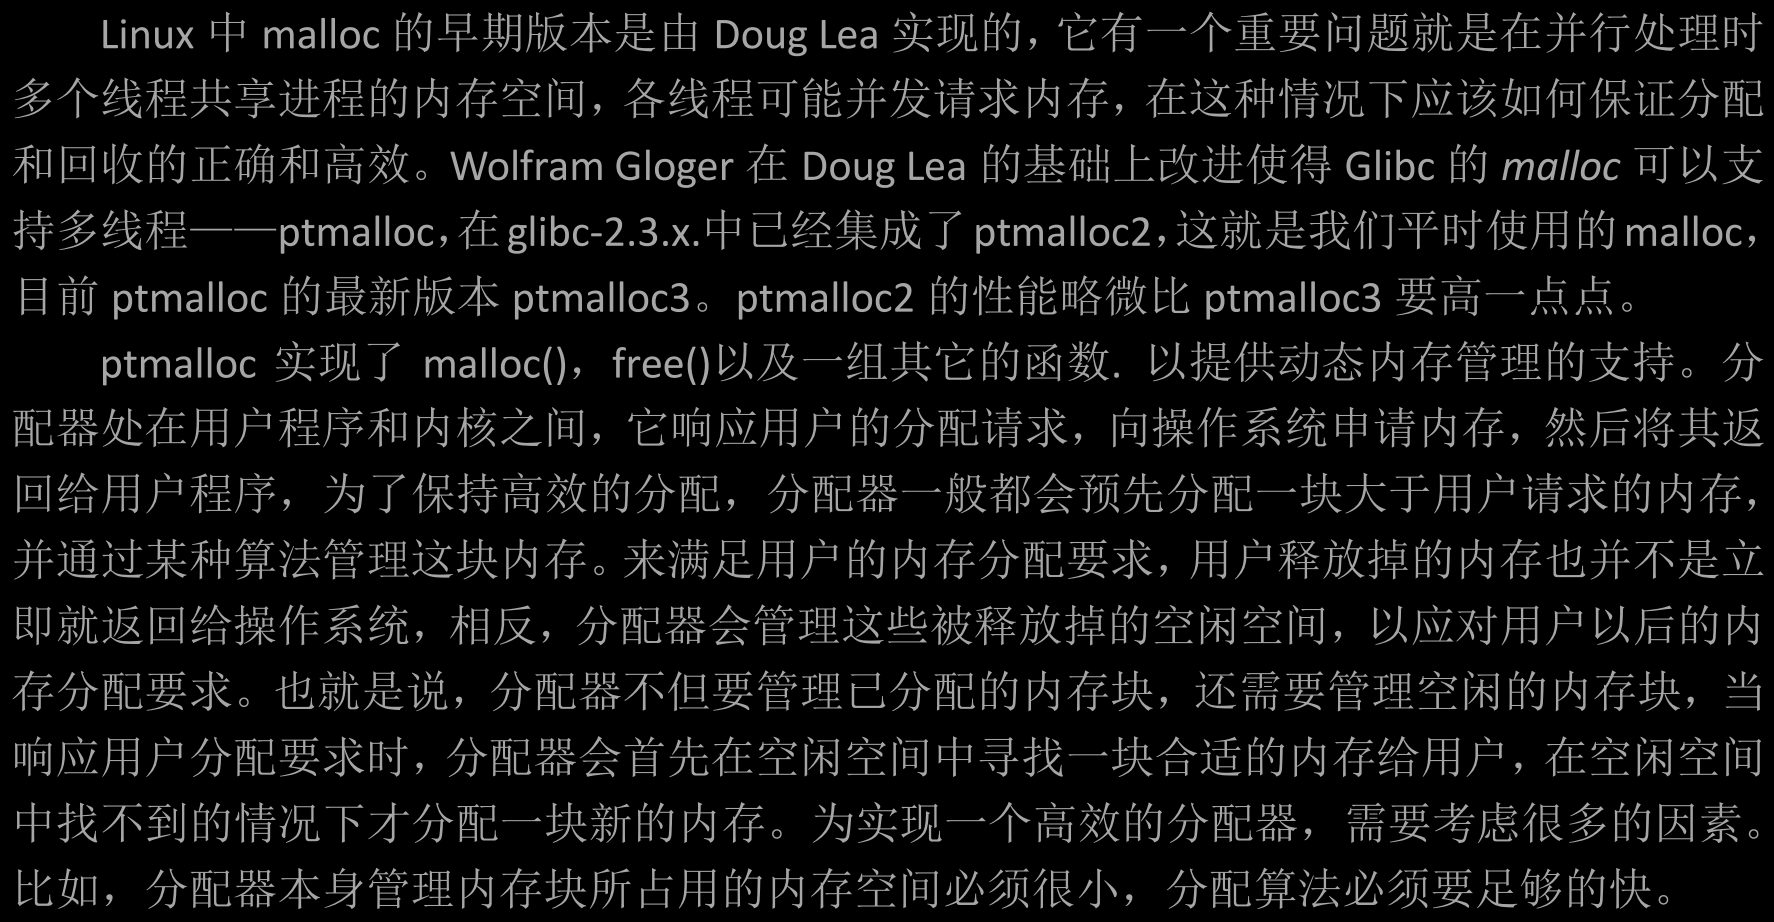 Linux 中 malloc 的早期版本是由 Doug Lea 实现的，它有一个重要问题就是在并行处理时
多个线程共享进程的内存空间，各线程可能并发请求内存，在这种情况下应该如何保证分配
和回收的正确和高效。Wolfram Gloger 在 Doug Lea 的基础上改进使得 Glibc 的 malloc 可以支
持多线程——ptmalloc，在 glibc-2.3.x.中已经集成了 ptmalloc2，这就是我们平时使用的 malloc，
目前 ptmalloc 的最新版本 ptmalloc3。ptmalloc2 的性能略微比 ptmalloc3 要高一点点。
ptmalloc 实现了 malloc()，free()以及一组其它的函数. 以提供动态内存管理的支持。分
配器处在用户程序和内核之间，它响应用户的分配请求，向操作系统申请内存，然后将其返
回给用户程序，为了保持高效的分配，分配器一般都会预先分配一块大于用户请求的内存，
并通过某种算法管理这块内存。来满足用户的内存分配要求，用户释放掉的内存也并不是立
即就返回给操作系统，相反，分配器会管理这些被释放掉的空闲空间，以应对用户以后的内
存分配要求。也就是说，分配器不但要管理已分配的内存块，还需要管理空闲的内存块，当
响应用户分配要求时，分配器会首先在空闲空间中寻找一块合适的内存给用户，在空闲空间
中找不到的情况下才分配一块新的内存。为实现一个高效的分配器，需要考虑很多的因素。
比如，分配器本身管理内存块所占用的内存空间必须很小，分配算法必须要足够的快。